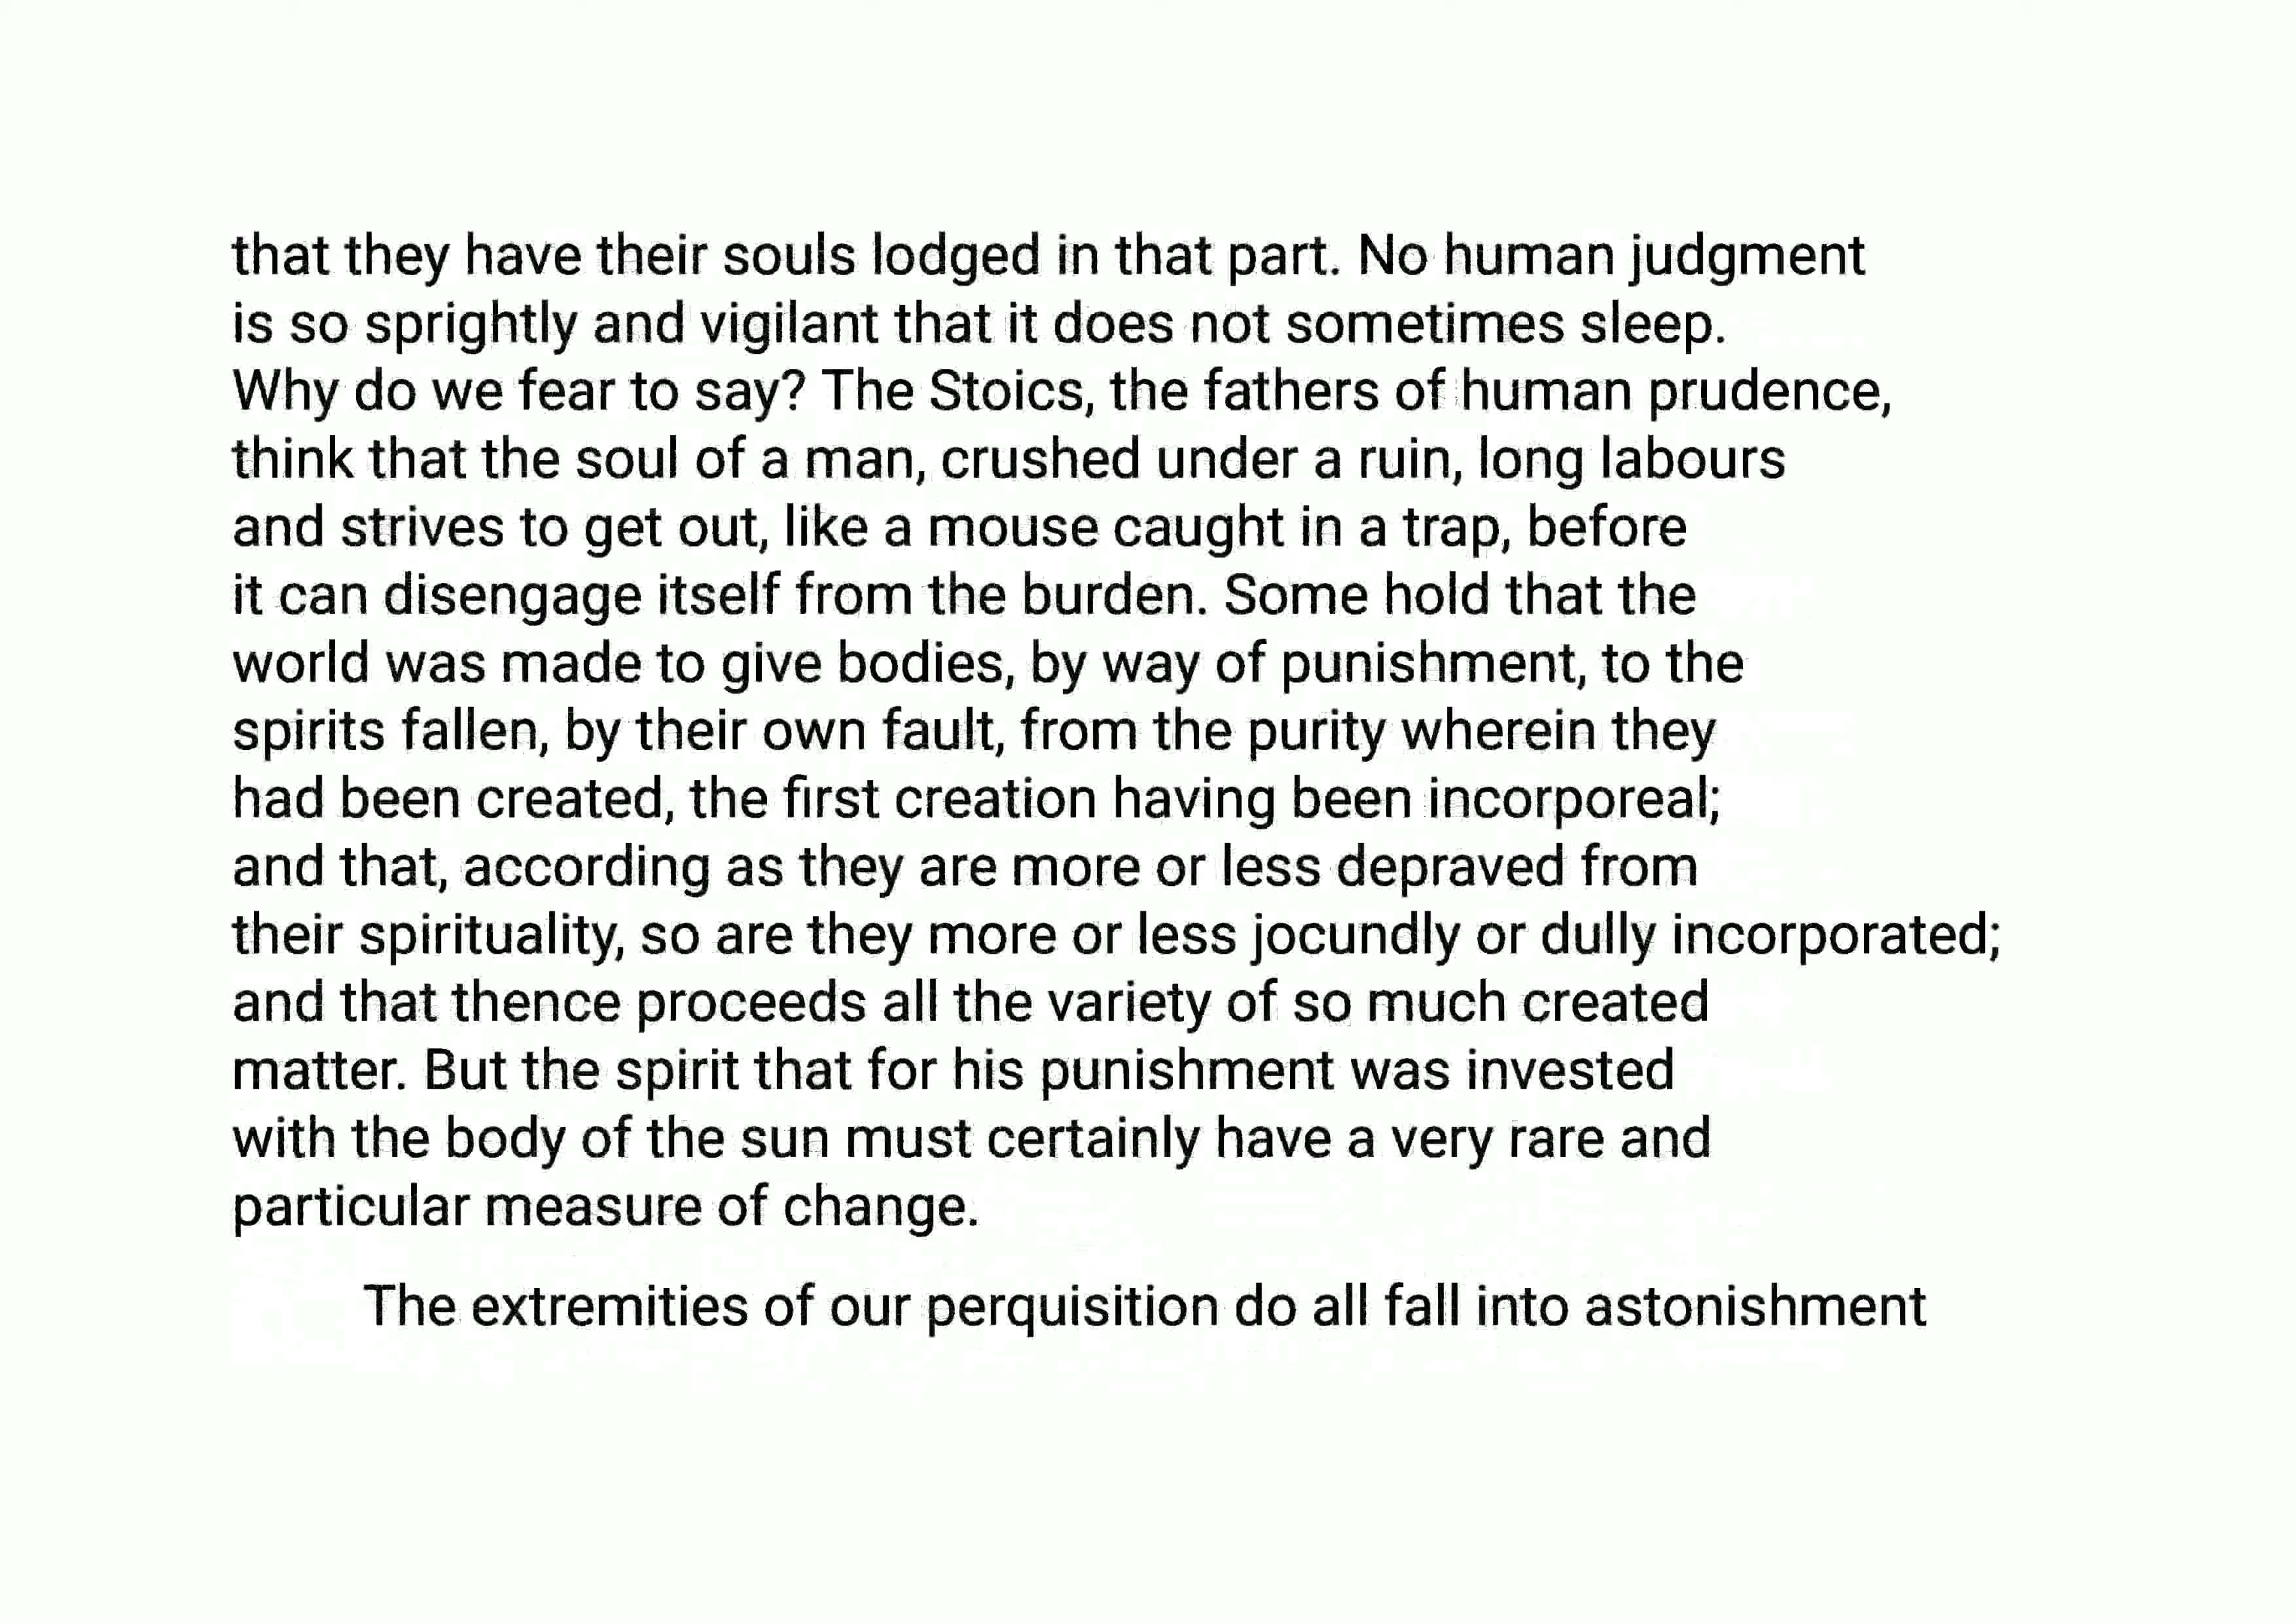 that they have their souls lodged in that part. No human judgment
is so sprightly and vigilant that it does not sometimes sleep.
Why do we fear to say? The Stoics, the fathers of human prudence,
think that the soul of a man, crushed under a ruin, long labours
and strives to get out, like a mouse caught in a trap, before
it can disengage itself from the burden. Some hold that the
world was made to give bodies, by way of punishment, to the
spirits fallen, by their own fault, from the purity wherein they
had been created, the first creation having been incorporeal;
and that, according as they are more or less depraved from
their spirituality, so are they more or less jocundly or dully incorporated;
and that thence proceeds all the variety of so much created
matter. But the spirit that for his punishment was invested
with the body of the sun must certainly have a very rare and
particular measure of change.
The extremities of our perquisition do all fall into astonishment